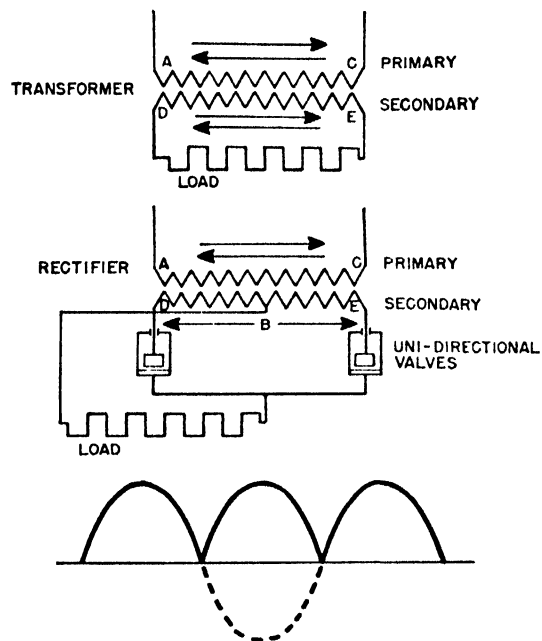 A C PRIMARY
TRANSFORMER
D E SECONDARY
LOAD
A C PRIMARY
RECTIFIER
D E SECONDARY
B
UNI-DIRECTIONAL
VALVES
LOAD